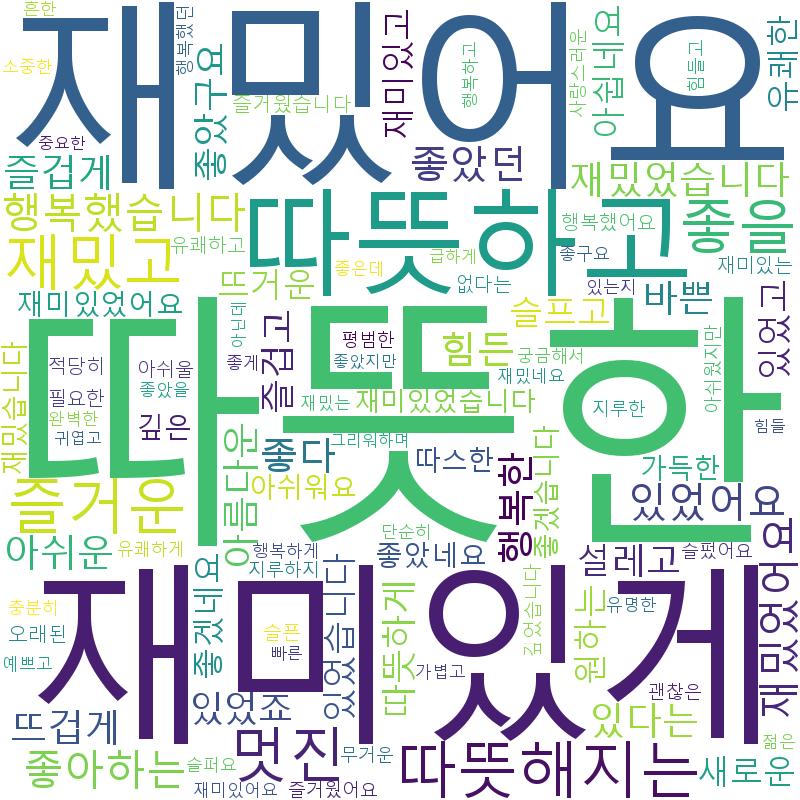 재밌어요
흔한
소중한
행복했던
좋았구요
즐거웠습니다
재미있고
행복하고
사랑스러운
아쉽네요
힘들고
유쾌한
중요한
즐겁게
좋았던
재밌었습니다
행복했습니다
따뜻하고
행복했어요
좋을
재밌고
유쾌하고
뜨거운
좋은데
급하게
없다는
좋구요
있는지
재미있는
바쁜
재미있었어요
슬프고
있었고
따뜻한
아닌데
즐겁고
평범한
좋았지만
힘든
궁금해서
아쉬웠지만
재밌습니다
적당히
아쉬울
좋게
재밌네요
필요한
좋았을
재밌는
재미있었습니다
지루한
완벽한
깊은
귀엽고
아름다운
좋다
그리워하며
따스한
행복한
좋겠습니다
가득한
힘들
즐거운
아쉬워요
있었어요
아쉬운
유쾌하게
단순히
행복하게
지루하지
좋았네요
설레고
슬펐어요
재밌었어요
재미있게
충분히
오래된
예쁘고
좋겠네요
슬픈
빠른
있었습니다
따뜻하게
가볍고
깊었습니다
원하는
유명한
괜찮은
뜨겁게
있었죠
있다는
젊은
좋아하는
슬퍼요
멋진
무거운
따뜻해지는
새로운
재미있어요
즐거웠어요